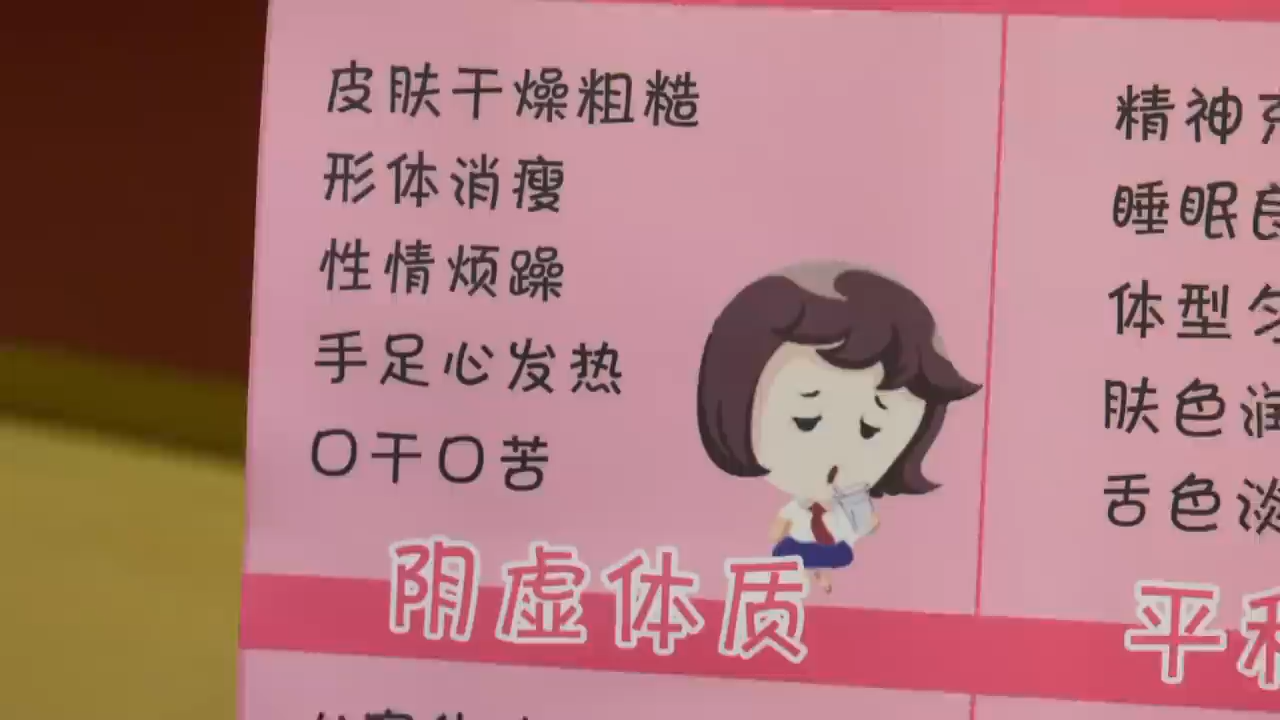 皮肤干燥粗糙
形体消瘦
性情烦躁
手足心发热
口干口苦
阴虚体质
精神
睡眠
体型
肤色
舌色
平